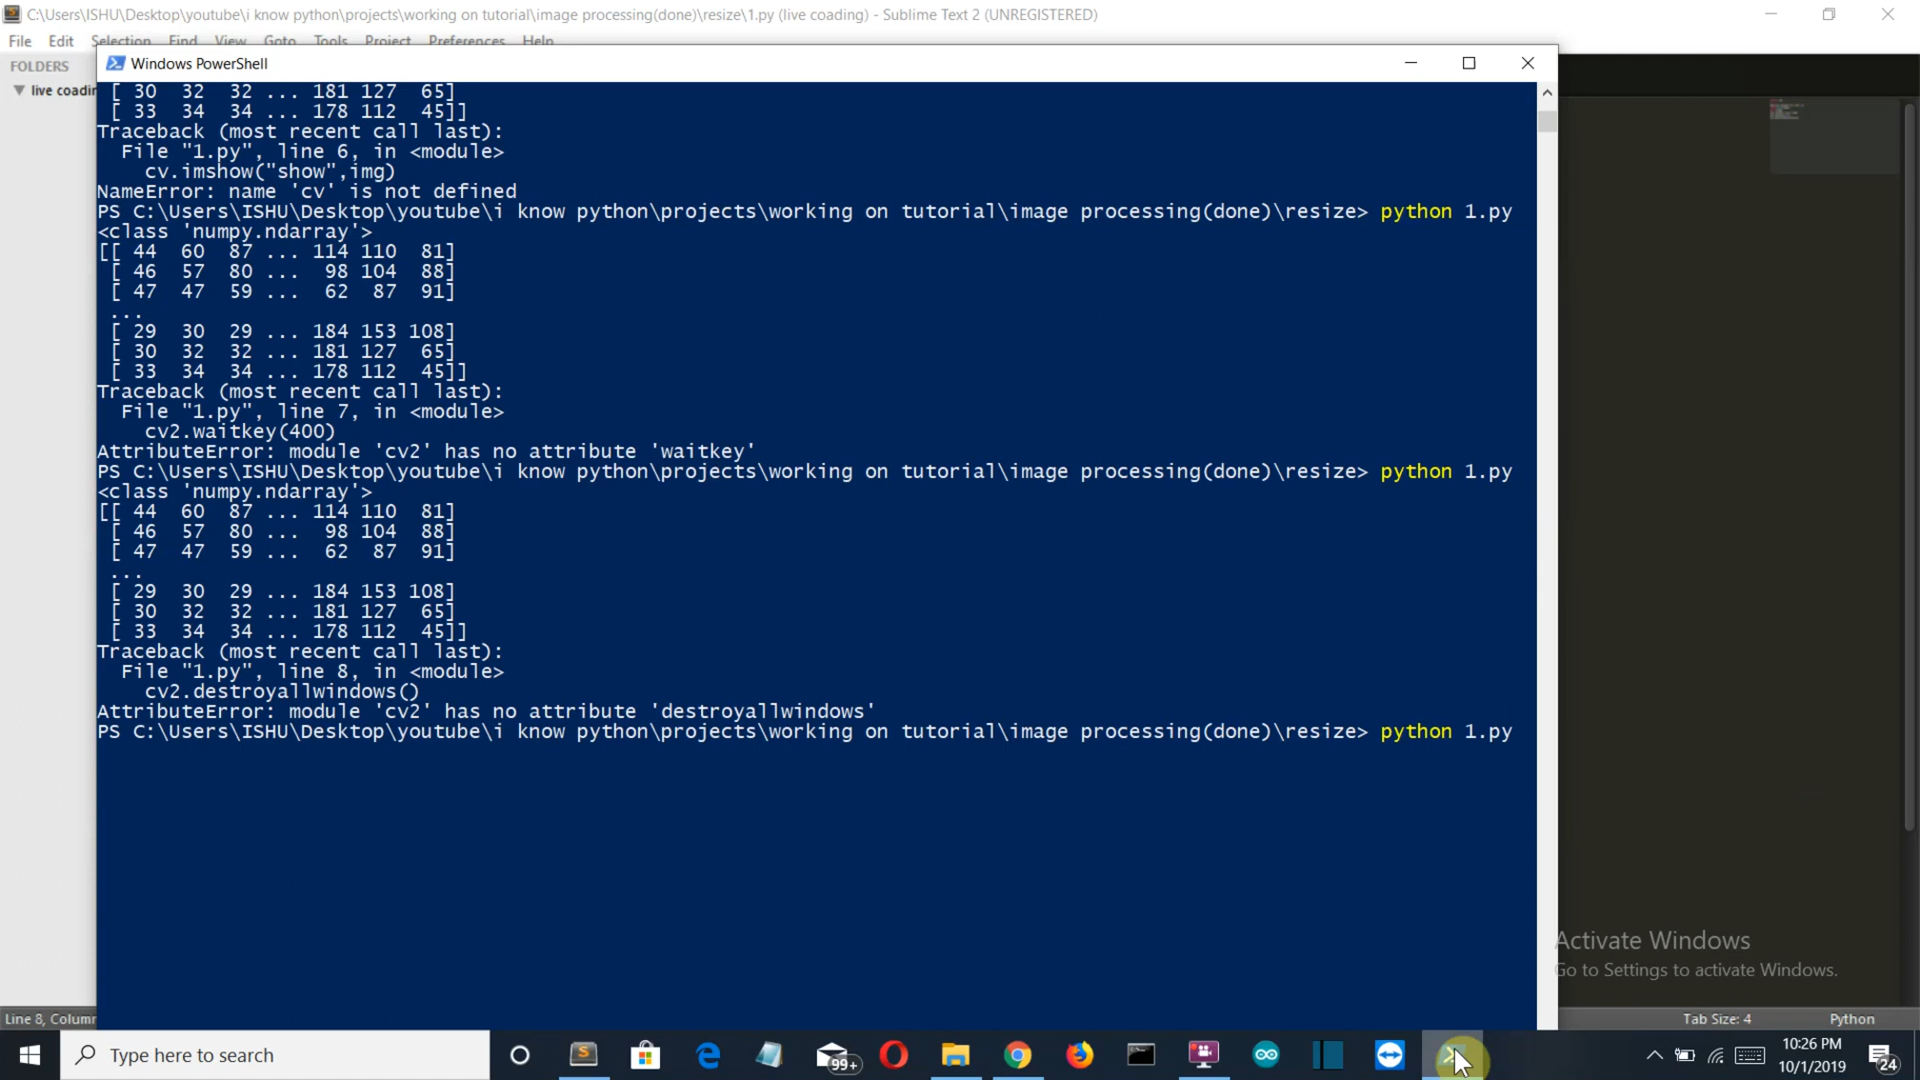 C:\Users\ISHU\Desktop\youtube\i know python\projects\working on tutorial\image processing(done)\resize\1.py (live coading) - Sublime Text 2 (UNREGISTERED)
File Edit Selection Find View Goto Tools Project Preferences Help
FOLDERS
live coadin
Windows PowerShell
[ 30 32 32 ... 181 127 65]
[ 33 34 34 ... 178 112 45]]
Traceback (most recent call last):
File "1.py", line 6, in <module>
cv.imshow("show",img)
NameError: name 'cv' is not defined
PS C:\Users\ISHU\Desktop\youtube\i know python\projects\working on tutorial\image processing(done)\resize> python 1.py
<class 'numpy.ndarray'>
[[ 44 60 87 ... 114 110 81]
[ 46 57 80 ... 98 104 88]
[ 47 47 59 ... 62 87 91]
...
[ 29 30 29 ... 184 153 108]
[ 30 32 32 ... 181 127 65]
[ 33 34 34 ... 178 112 45]]
Traceback (most recent call last):
File "1.py", line 7, in <module>
cv2.waitkey(400)
AttributeError: module 'cv2' has no attribute 'waitkey'
PS C:\Users\ISHU\Desktop\youtube\i know python\projects\working on tutorial\image processing(done)\resize> python 1.py
<class 'numpy.ndarray'>
[[ 44 60 87 ... 114 110 81]
[ 46 57 80 ... 98 104 88]
[ 47 47 59 ... 62 87 91]
...
[ 29 30 29 ... 184 153 108]
[ 30 32 32 ... 181 127 65]
[ 33 34 34 ... 178 112 45]]
Traceback (most recent call last):
File "1.py", line 8, in <module>
cv2.destroyallwindows()
AttributeError: module 'cv2' has no attribute 'destroyallwindows'
PS C:\Users\ISHU\Desktop\youtube\i know python\projects\working on tutorial\image processing(done)\resize> python 1.py
Activate Windows
Go to Settings to activate Windows.
Line 8, Column
Tab Size: 4
Python
Type here to search
99+
10:26 PM
10/1/2019
24